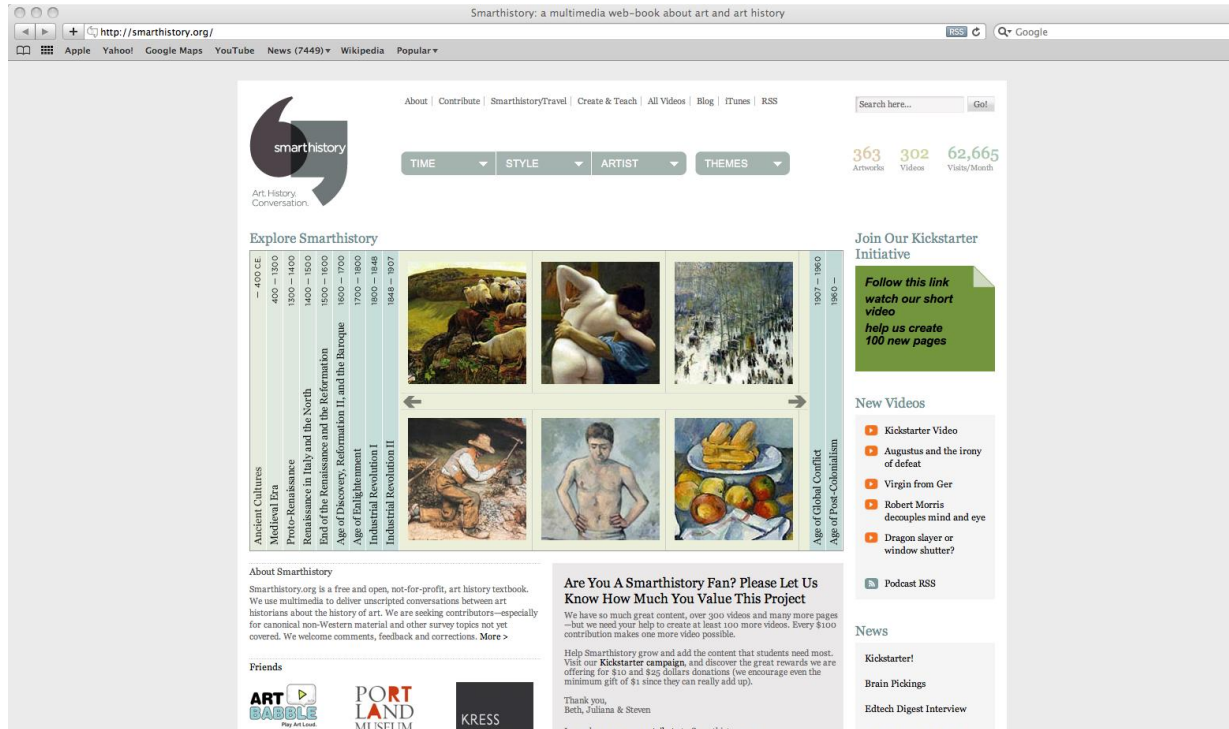 Smarthistory: a multimedia web-book about art and art history
http://smarthistory.org/
RSS
Google
Apple Yahoo! Google Maps YouTube News (7449) Wikipedia Popular
About | Contribute | SmarthistoryTravel | Create & Teach | All Videos | Blog | iTunes | RSS
Search here...
Go!
smarthistory
Art. History.
Conversation.
TIME STYLE ARTIST THEMES
363 302 62,665
Artworks Videos Visits/Month
Explore Smarthistory
— 400 C.E. Ancient Cultures
400 — 1300 Medieval Era
1300 — 1400 Proto-Renaissance
1400 — 1500 Renaissance in Italy and the North
1500 — 1600 End of the Renaissance and the Reformation
1600 — 1700 Age of Discovery, Reformation II, and the Baroque
1700 — 1800 Age of Enlightenment
1800 — 1848 Industrial Revolution I
1848 — 1907 Industrial Revolution II
1907 — 1960 Age of Global Conflict
1960 — Age of Post-Colonialism
Join Our Kickstarter
Initiative
Follow this link
watch our short
video
help us create
100 new pages
New Videos
Kickstarter Video
Augustus and the irony
of defeat
Virgin from Ger
Robert Morris
decouples mind and eye
Dragon slayer or
window shutter?
Podcast RSS
News
Kickstarter!
Brain Pickings
Edtech Digest Interview
About Smarthistory
Smarthistory.org is a free and open, not-for-profit, art history textbook.
We use multimedia to deliver unscripted conversations between art
historians about the history of art. We are seeking contributors—especially
for canonical non-Western material and other survey topics not yet
covered. We welcome comments, feedback and corrections. More >
Friends
ART
BABBLE
Play Art Loud.
PORT
LAND
MUSEUM
KRESS
Are You A Smarthistory Fan? Please Let Us
Know How Much You Value This Project
We have so much great content, over 300 videos and many more pages
—but we need your help to create at least 100 more videos. Every $100
contribution makes one more video possible.
Help Smarthistory grow and add the content that students need most.
Visit our Kickstarter campaign, and discover the great rewards we are
offering for $10 and $25 dollars donations (we encourage even the
minimum gift of $1 since they can really add up).
Thank you,
Beth, Juliana & Steven